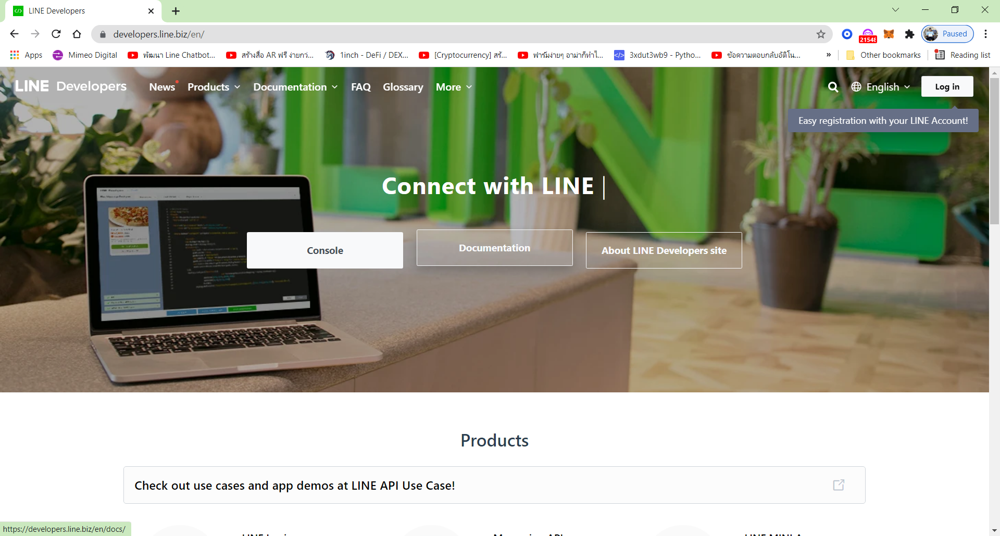 LINE Developers
developers.line.biz/en/
21548
Paused
Apps
Mimeo Digital
พัฒนา Line Chatbot...
สร้างสื่อ AR ฟรี ง่ายกว่...
1inch - DeFi / DEX...
[Cryptocurrency] สร้...
ฟาร์มง่ายๆ อาม่าก็ทำไ...
3xdut3wb9 - Pytho...
ข้อความตอบกลับอัติโน...
»
Other bookmarks
Reading list
LINE Developers
News
Products
Documentation
FAQ
Glossary
More
English
Log in
Easy registration with your LINE Account!
Connect with LINE
Console
Documentation
About LINE Developers site
Products
Check out use cases and app demos at LINE API Use Case!
https://developers.line.biz/en/docs/